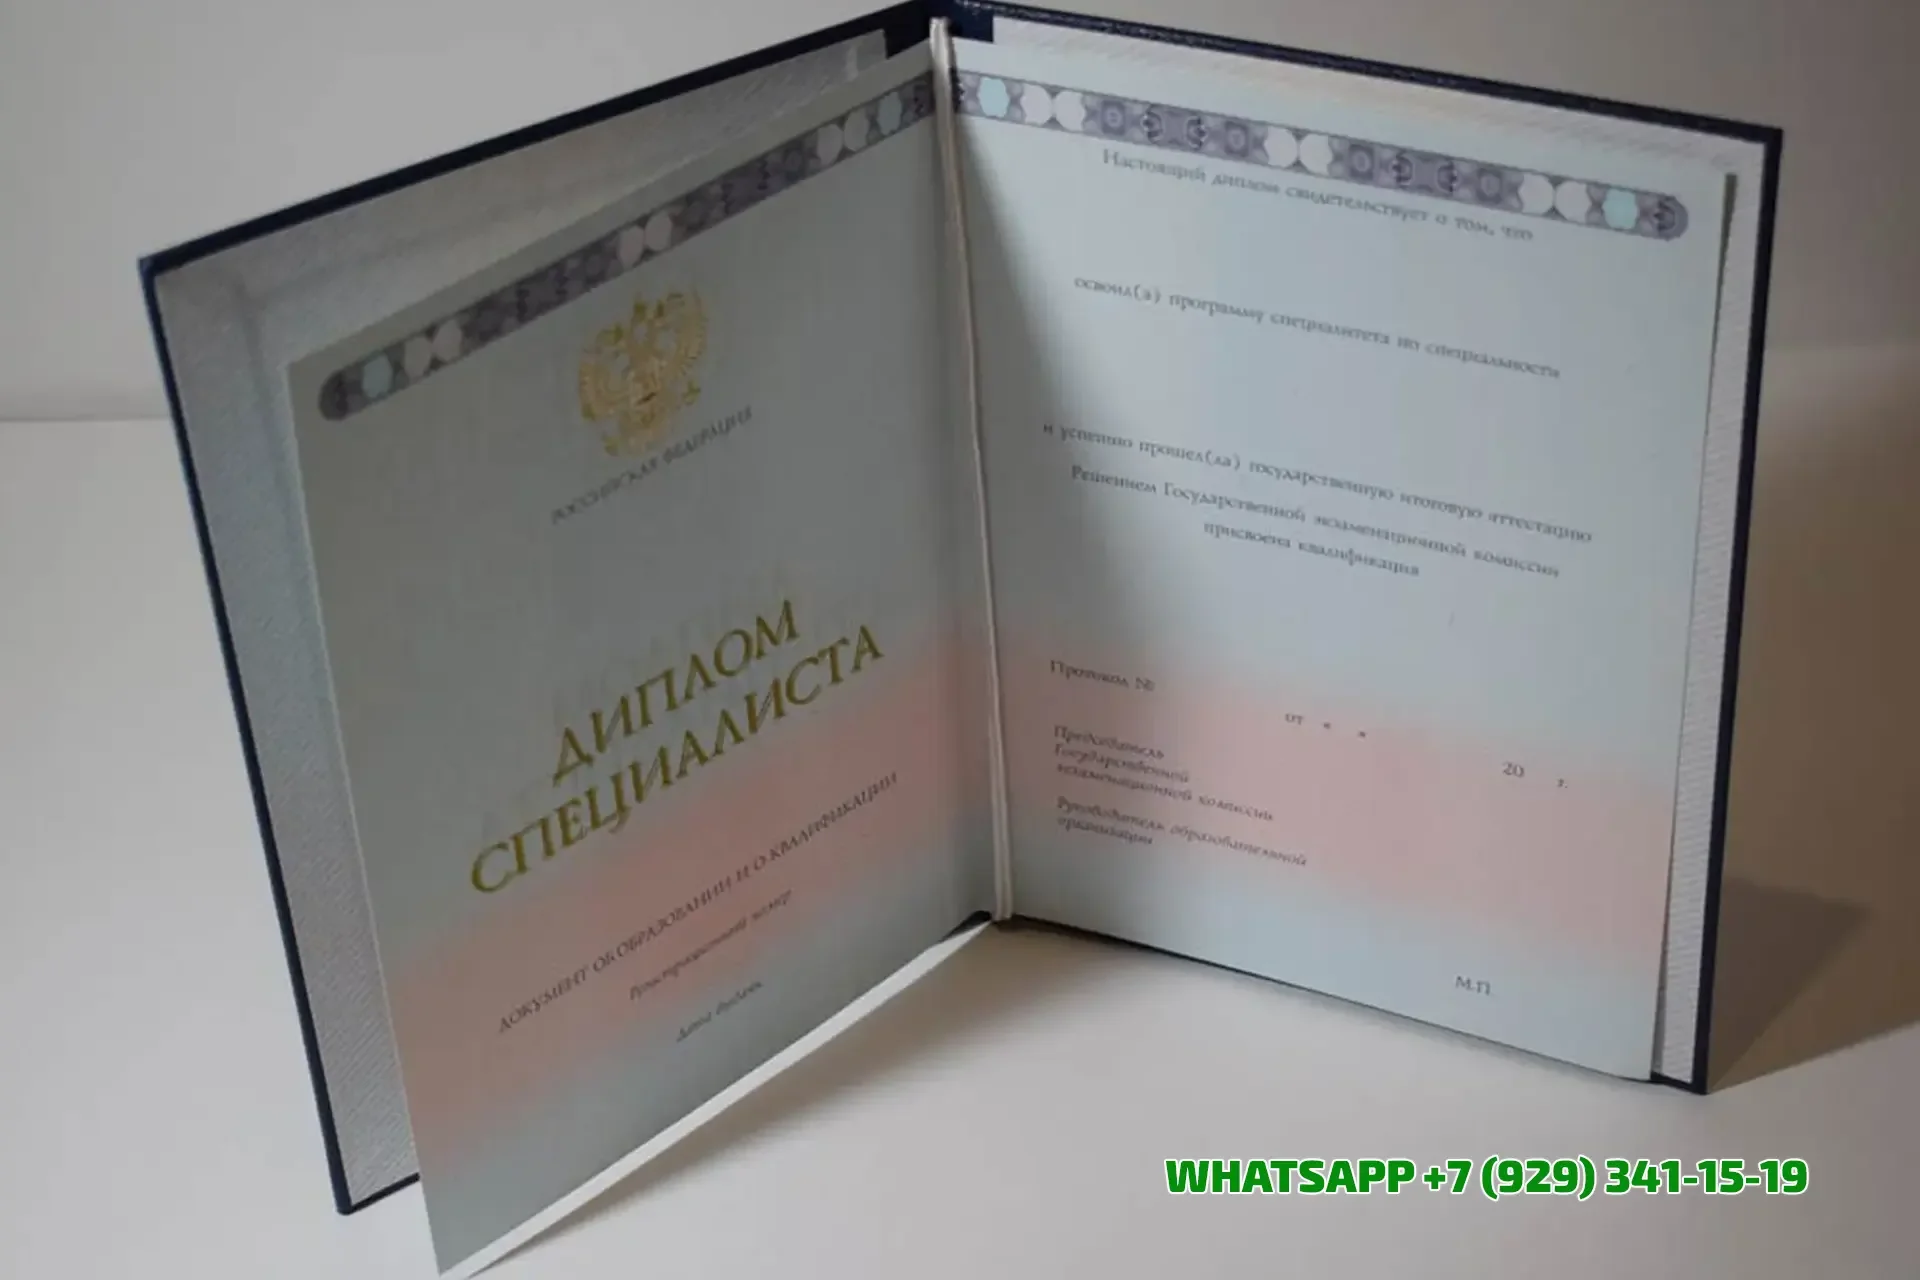 РОССИЙСКАЯ ФЕДЕРАЦИЯ
ДИПЛОМ
СПЕЦИАЛИСТА
ДОКУМЕНТ ОБ ОБРАЗОВАНИИ И О КВАЛИФИКАЦИИ
Регистрационный номер
Дата выдачи
Настоящий диплом свидетельствует о том, что
освоил(а) программу специалитета по специальности
и успешно прошел(ла) государственную итоговую аттестацию
Решением Государственной экзаменационной комиссии
присвоена квалификация
Протокол №
от « »
20 г.
Председатель
Государственной
экзаменационной комиссии
Руководитель образовательной
организации
М.П.
WHATSAPP +7 (929) 341-15-19